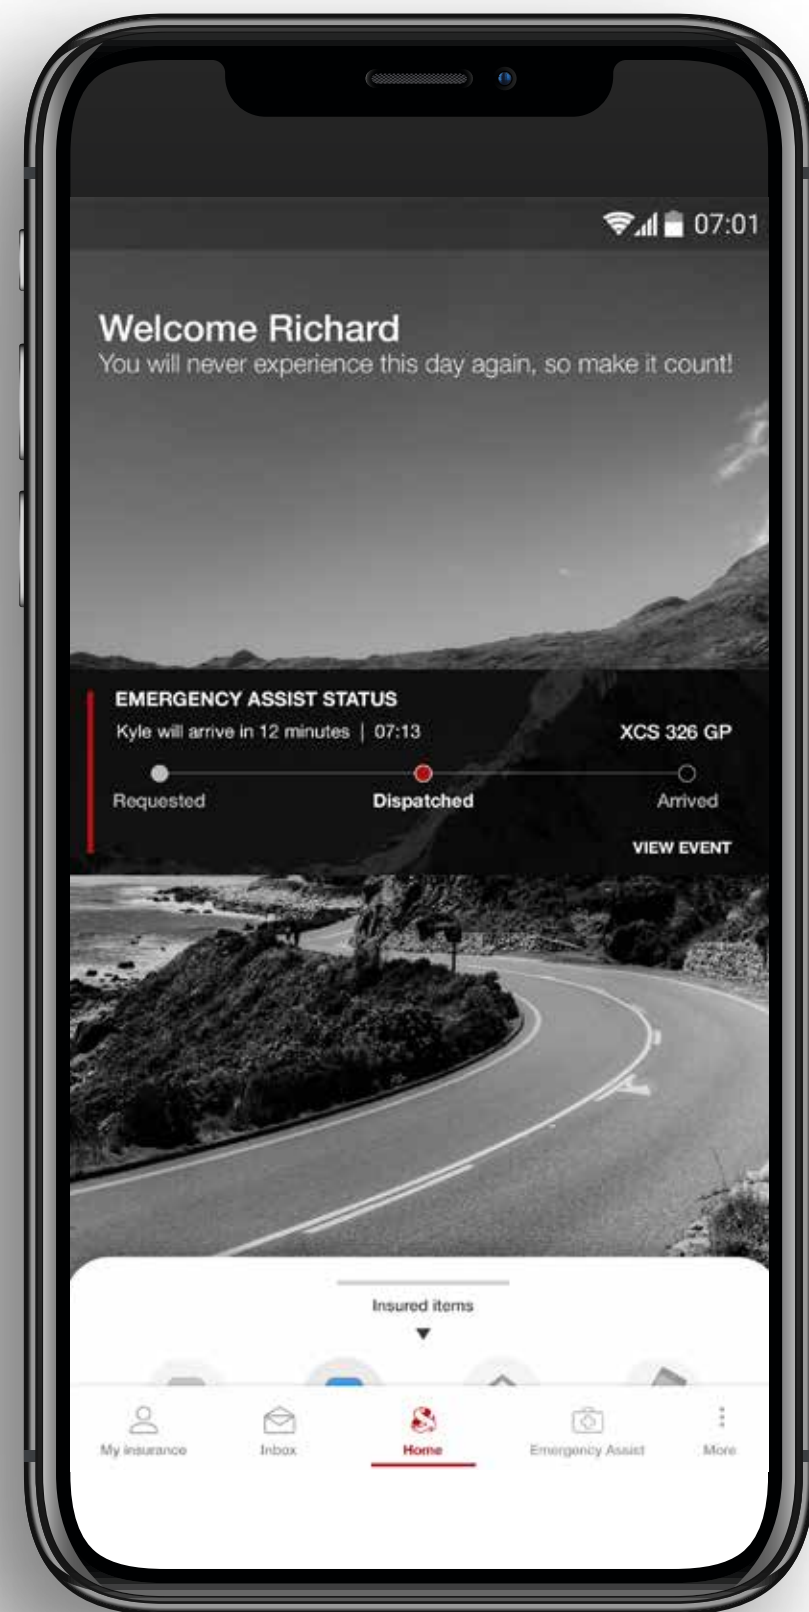 07:01
Welcome Richard
You will never experience this day again, so make it count!
EMERGENCY ASSIST STATUS
Kyle will arrive in 12 minutes | 07:13 XCS 326 GP
Requested Dispatched Arrived
VIEW EVENT
Insured items
My insurance Inbox Home Emergency Assist More